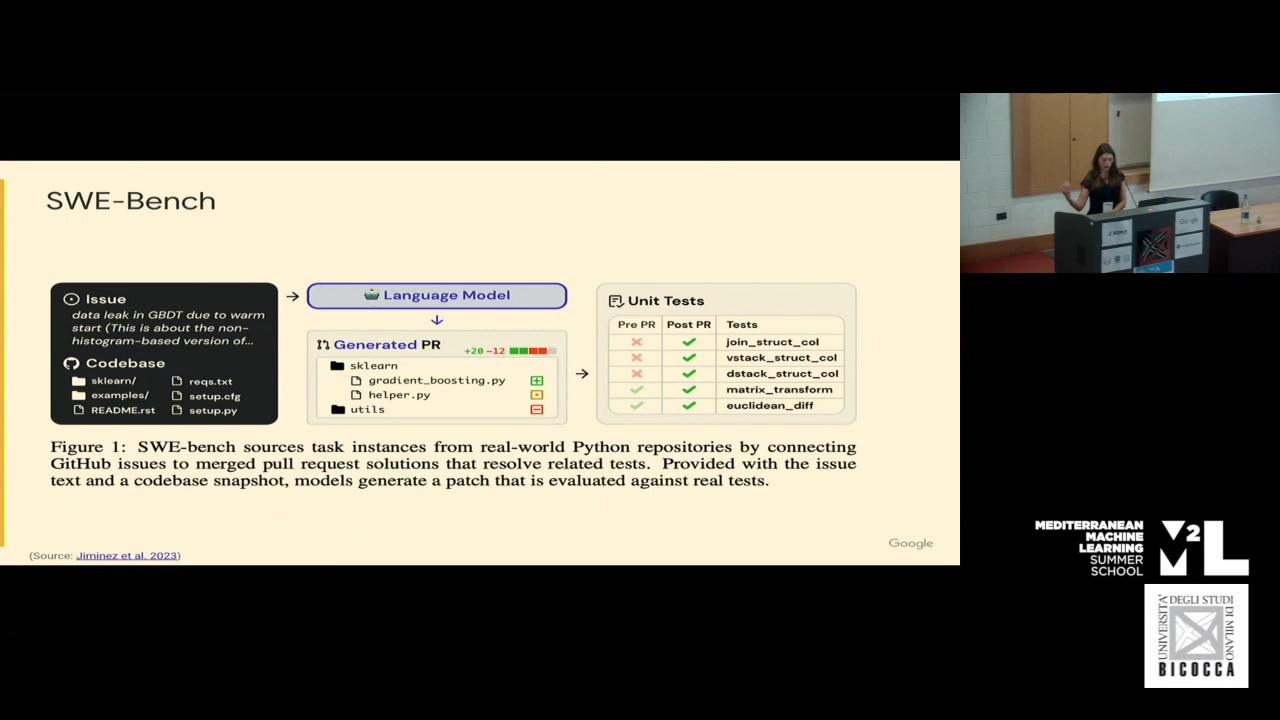 SWE-Bench
Issue
data leak in GBDT due to warm
start (This is about the non-
histogram-based version of...
Codebase
sklearn/
reqs.txt
examples/
setup.cfg
README.rst
setup.py
Language Model
Generated PR
+20 -12
sklearn
gradient_boosting.py
helper.py
utils
Unit Tests
Pre PR Post PR Tests
join_struct_col
vstack_struct_col
dstack_struct_col
matrix_transform
euclidean_diff
Figure 1: SWE-bench sources task instances from real-world Python repositories by connecting
GitHub issues to merged pull request solutions that resolve related tests. Provided with the issue
text and a codebase snapshot, models generate a patch that is evaluated against real tests.
(Source: Jiminez et al, 2023)
Google
Google
MEDITERRANEAN
MACHINE
LEARNING
SUMMER
SCHOOL
M2L
UNIVERSITA'
DEGLI STUDI
DI MILANO
BICOCCA